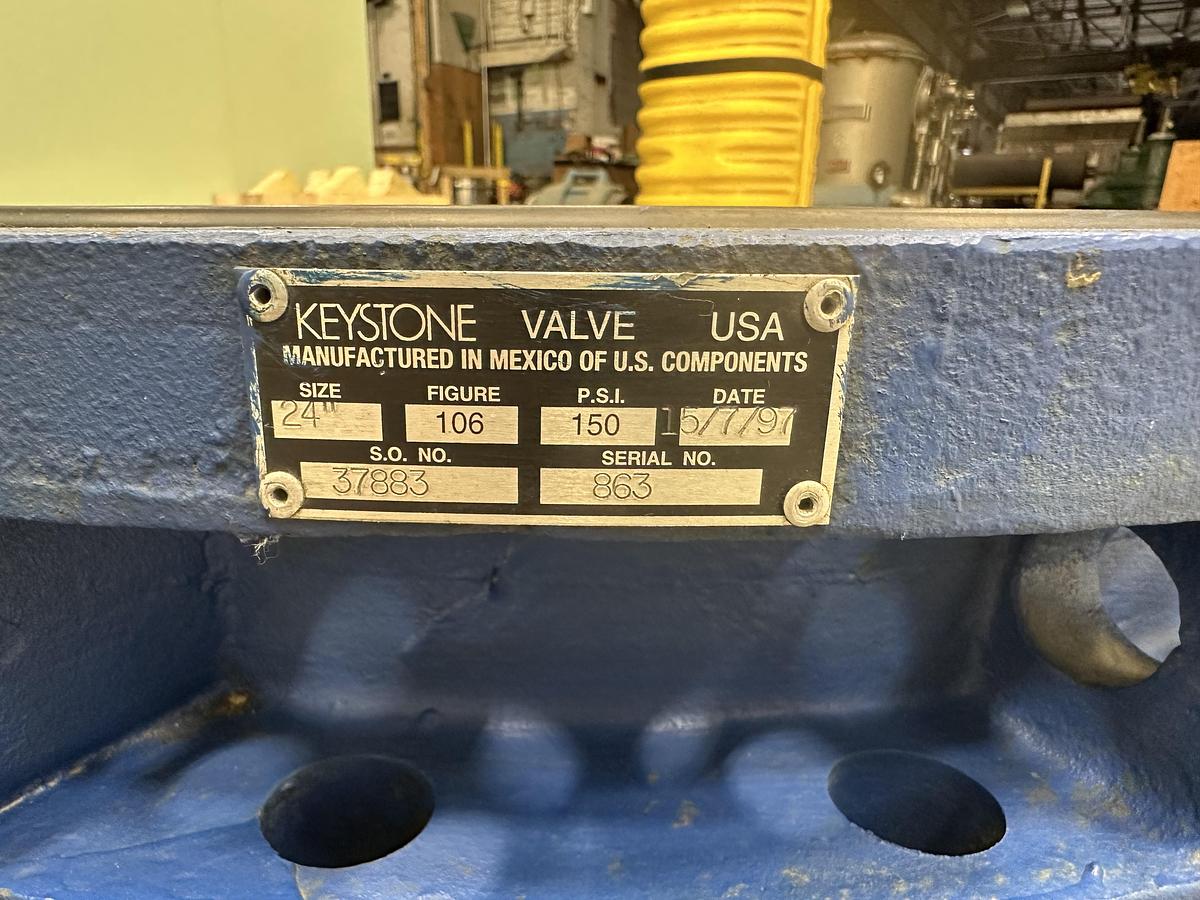 KEYSTONE VALVE USA
MANUFACTURED IN MEXICO OF U.S. COMPONENTS
SIZE FIGURE P.S.I. DATE
24" 106 150 15/7/97
S.O. NO. SERIAL NO.
37883 863